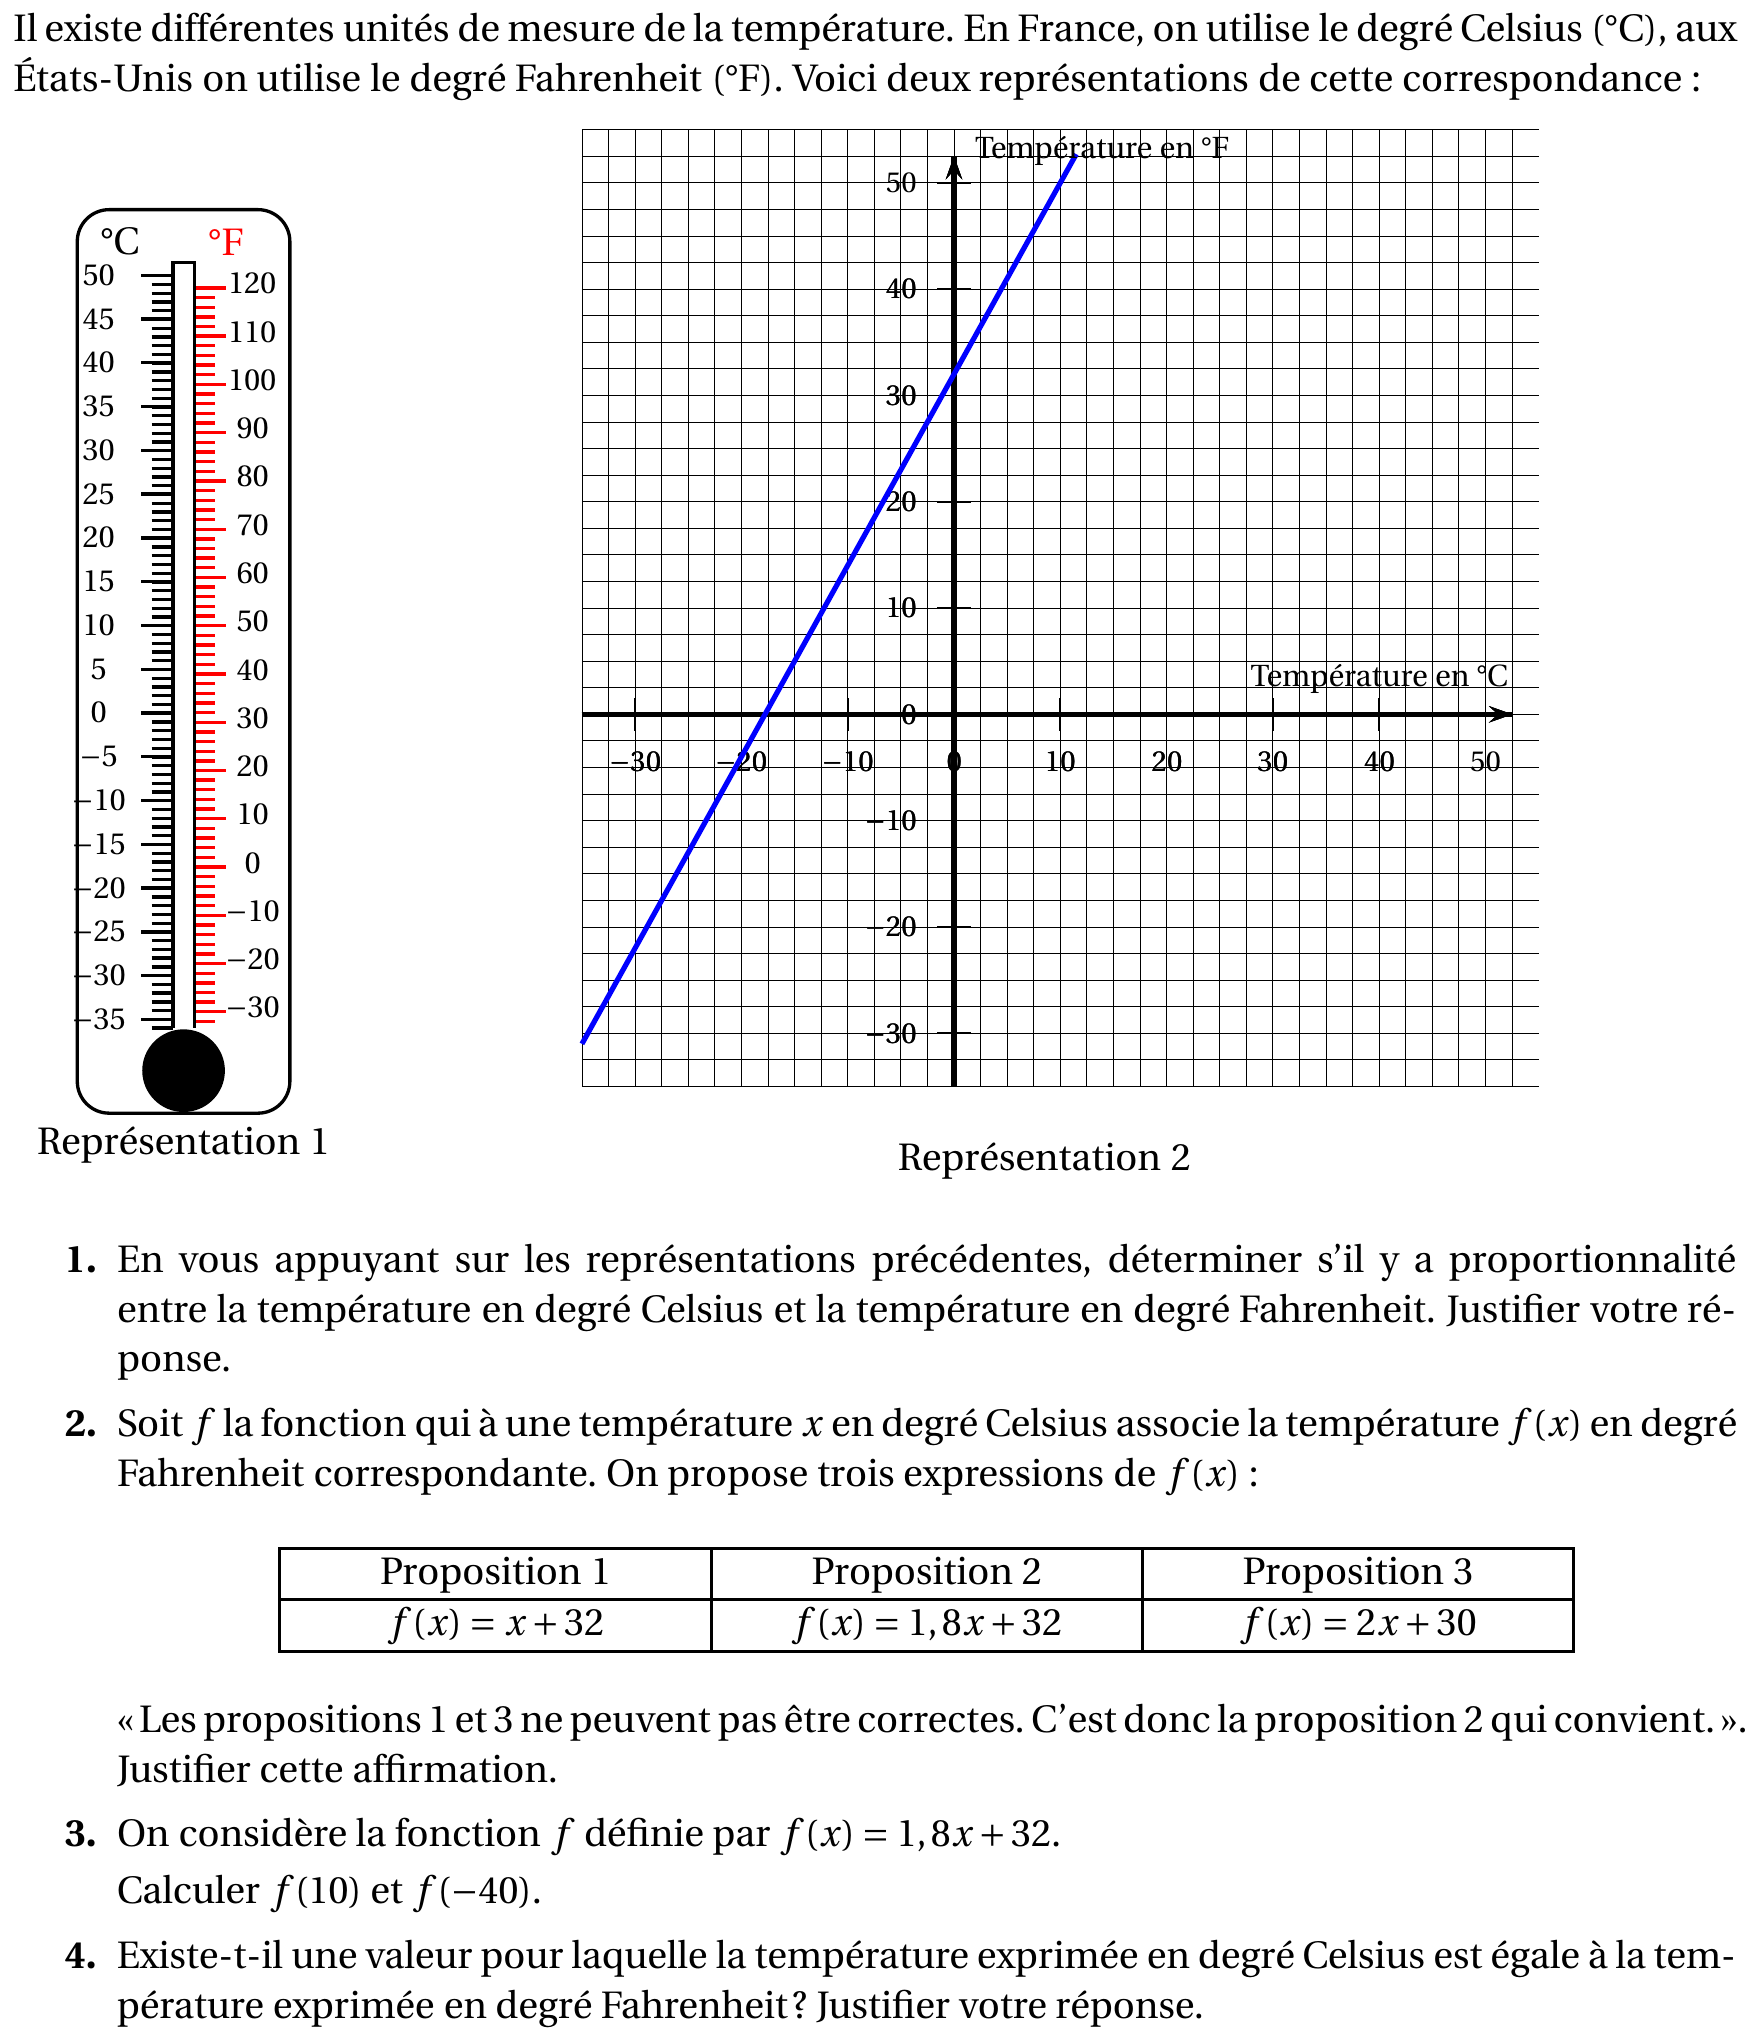 Il existe différentes unités de mesure de la température. En France, on utilise le degré Celsius (°C), aux
États-Unis on utilise le degré Fahrenheit (°F). Voici deux représentations de cette correspondance :
°C °F
50
45
40
35
30
25
20
15
10
5
0
−5
−10
−15
−20
−25
−30
−35
120
110
100
90
80
70
60
50
40
30
20
10
0
−10
−20
−30
Représentation 1
Température en °F
50
40
30
20
10
0
−10
−20
−30
Température en °C
−30 −20 −10 0 10 20 30 40 50
Représentation 2
1. En vous appuyant sur les représentations précédentes, déterminer s'il y a proportionnalité
entre la température en degré Celsius et la température en degré Fahrenheit. Justifier votre ré-
ponse.
2. Soit f la fonction qui à une température x en degré Celsius associe la température f(x) en degré
Fahrenheit correspondante. On propose trois expressions de f(x) :
Proposition 1 Proposition 2 Proposition 3
f(x) = x+32 f(x) = 1,8x+32 f(x) = 2x+30
« Les propositions 1 et 3 ne peuvent pas être correctes. C'est donc la proposition 2 qui convient. ».
Justifier cette affirmation.
3. On considère la fonction f définie par f(x) = 1,8x+32.
Calculer f(10) et f(−40).
4. Existe-t-il une valeur pour laquelle la température exprimée en degré Celsius est égale à la tem-
pérature exprimée en degré Fahrenheit? Justifier votre réponse.